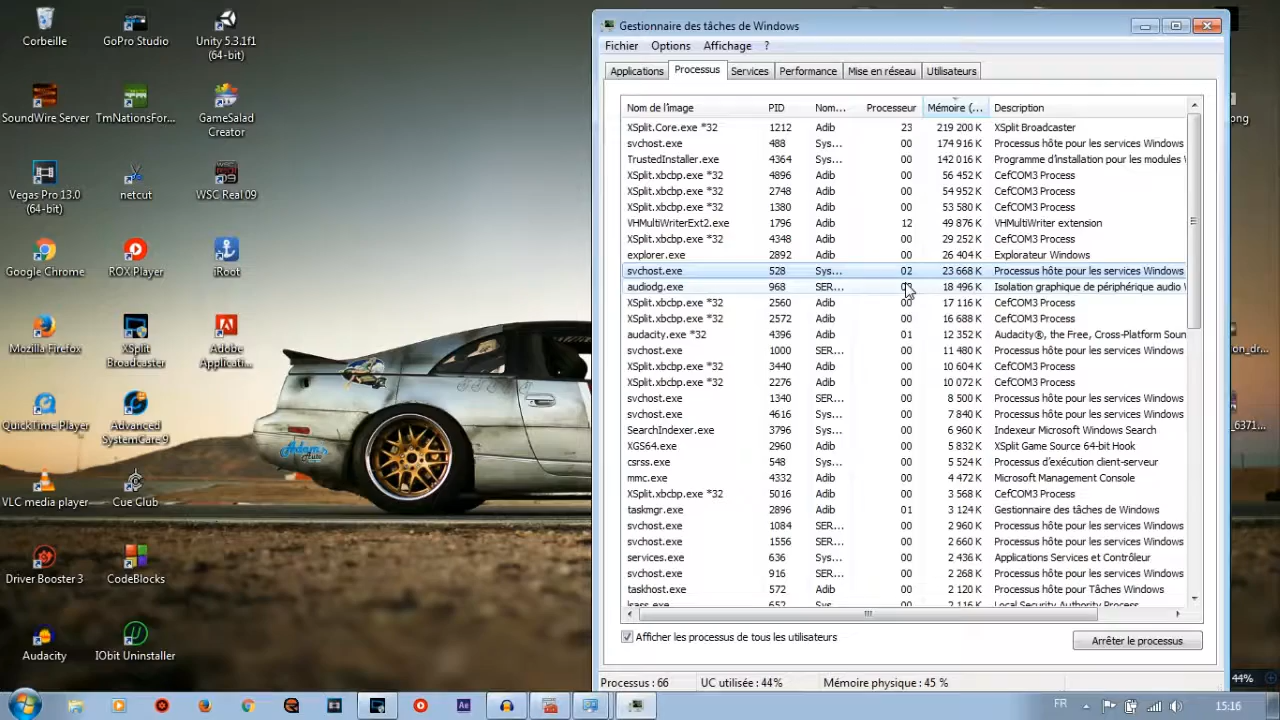 Corbeille
GoPro Studio
Unity 5.3.1f1
(64-bit)
SoundWire Server
TmNationsFor...
GameSalad
Creator
Vegas Pro 13.0
(64-bit)
netcut
WSC Real 09
Google Chrome
ROX Player
iRoot
Mozilla Firefox
XSplit
Broadcaster
Adobe
Applicati...
QuickTime Player
Advanced
SystemCare 9
VLC media player
Cue Club
Driver Booster 3
CodeBlocks
Audacity
IObit Uninstaller
Gestionnaire des tâches de Windows
Fichier Options Affichage ?
Applications Processus Services Performance Mise en réseau Utilisateurs
Nom de l'image PID Nom... Processeur Mémoire (... Description
XSplit.Core.exe *32 1212 Adib 23 219 200 K XSplit Broadcaster
svchost.exe 488 Sys... 00 174 916 K Processus hôte pour les services Windows
TrustedInstaller.exe 4364 Sys... 00 142 016 K Programme d'installation pour les modules
XSplit.xbcbp.exe *32 4896 Adib 00 56 452 K CefCOM3 Process
XSplit.xbcbp.exe *32 2748 Adib 00 54 952 K CefCOM3 Process
XSplit.xbcbp.exe *32 1380 Adib 00 53 580 K CefCOM3 Process
VHMultiWriterExt2.exe 1796 Adib 12 49 876 K VHMultiWriter extension
XSplit.xbcbp.exe *32 4348 Adib 00 29 252 K CefCOM3 Process
explorer.exe 2892 Adib 00 26 404 K Explorateur Windows
svchost.exe 528 Sys... 02 23 668 K Processus hôte pour les services Windows
audiodg.exe 968 SER... 18 496 K Isolation graphique de périphérique audio
XSplit.xbcbp.exe *32 2560 Adib 00 17 116 K CefCOM3 Process
XSplit.xbcbp.exe *32 2572 Adib 00 16 688 K CefCOM3 Process
audacity.exe *32 4396 Adib 01 12 352 K Audacity®, the Free, Cross-Platform Soun
svchost.exe 1000 SER... 00 11 480 K Processus hôte pour les services Windows
XSplit.xbcbp.exe *32 3440 Adib 00 10 604 K CefCOM3 Process
XSplit.xbcbp.exe *32 2276 Adib 00 10 072 K CefCOM3 Process
svchost.exe 1340 SER... 00 8 500 K Processus hôte pour les services Windows
svchost.exe 4616 Sys... 00 7 840 K Processus hôte pour les services Windows
SearchIndexer.exe 3796 Sys... 00 6 960 K Indexeur Microsoft Windows Search
XGS64.exe 2960 Adib 00 5 832 K XSplit Game Source 64-bit Hook
csrss.exe 548 Sys... 00 5 524 K Processus d'exécution client-serveur
mmc.exe 4332 Adib 00 4 472 K Microsoft Management Console
XSplit.xbcbp.exe *32 5016 Adib 00 3 568 K CefCOM3 Process
taskmgr.exe 2896 Adib 01 3 124 K Gestionnaire des tâches de Windows
svchost.exe 1084 SER... 00 2 960 K Processus hôte pour les services Windows
svchost.exe 1556 SER... 00 2 660 K Processus hôte pour les services Windows
services.exe 636 Sys... 00 2 436 K Applications Services et Contrôleur
svchost.exe 916 SER... 00 2 268 K Processus hôte pour les services Windows
taskhost.exe 572 Adib 00 2 120 K Processus hôte pour Tâches Windows
lsass.exe 652 Sys... 00 2 116 K Local Security Authority Process
Afficher les processus de tous les utilisateurs
Arrêter le processus
Processus : 66 UC utilisée : 44% Mémoire physique : 45 %
ong
on_dr...
_6371...
44%
Ae
FR
15:16